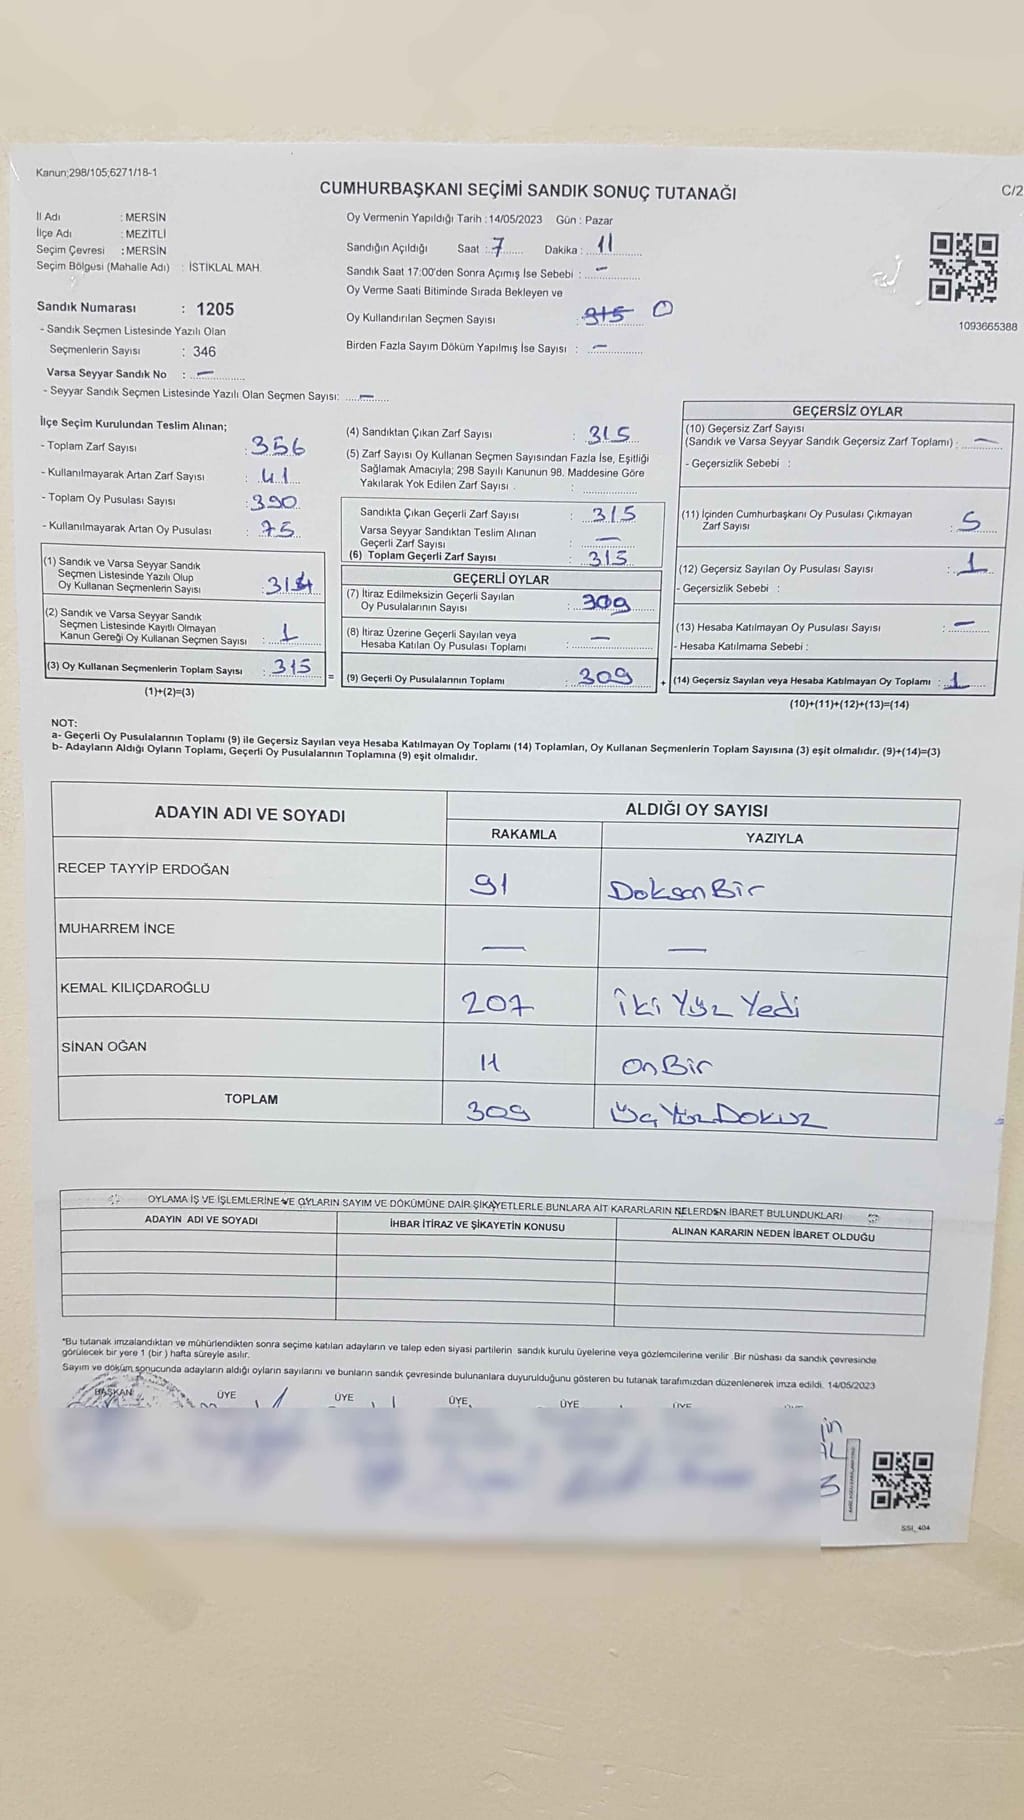 Kanun;298/105;6271/18-1
CUMHURBAŞKANI SEÇİMİ SANDIK SONUÇ TUTANAĞI
C/2
İl Adı : MERSİN
İlçe Adı : MEZİTLİ
Seçim Çevresi : MERSİN
Seçim Bölgüsü (Mahalle Adı) : İSTİKLAL MAH.
Oy Vermenin Yapıldığı Tarih : 14/05/2023 Gün : Pazar
Sandığın Açıldığı Saat : 7 Dakika : 11
Sandık Saat 17:00'den Sonra Açımış İse Sebebi : –
Oy Verme Saati Bitiminde Sırada Bekleyen ve
Oy Kullandırılan Seçmen Sayısı : 315 0
Birden Fazla Sayım Döküm Yapılmış İse Sayısı : –
1093665388
Sandık Numarası : 1205
- Sandık Seçmen Listesinde Yazılı Olan
Seçmenlerin Sayısı : 346
Varsa Seyyar Sandık No : –
- Seyyar Sandık Seçmen Listesinde Yazılı Olan Seçmen Sayısı: –
İlçe Seçim Kurulundan Teslim Alınan;
- Toplam Zarf Sayısı : 356
- Kullanılmayarak Artan Zarf Sayısı : 41
- Toplam Oy Pusulası Sayısı : 390
- Kullanılmayarak Artan Oy Pusulası : 75
(1) Sandık ve Varsa Seyyar Sandık
Seçmen Listesinde Yazılı Olup
Oy Kullanan Seçmenlerin Sayısı : 314
(2) Sandık ve Varsa Seyyar Sandık
Seçmen Listesinde Kayıtlı Olmayan
Kanun Gereği Oy Kullanan Seçmen Sayısı : 1
(3) Oy Kullanan Seçmenlerin Toplam Sayısı : 315
(1)+(2)=(3)
(4) Sandıktan Çıkan Zarf Sayısı : 315
(5) Zarf Sayısı Oy Kullanan Seçmen Sayısından Fazla İse, Eşitliği
Sağlamak Amacıyla; 298 Sayılı Kanunun 98. Maddesine Göre
Yakılarak Yok Edilen Zarf Sayısı . :
Sandıkta Çıkan Geçerli Zarf Sayısı : 315
Varsa Seyyar Sandıktan Teslim Alınan
Geçerli Zarf Sayısı : –
(6) Toplam Geçerli Zarf Sayısı : 315
GEÇERLİ OYLAR
(7) İtiraz Edilmeksizin Geçerli Sayılan
Oy Pusulalarının Sayısı : 309
(8) İtiraz Üzerine Geçerli Sayılan veya
Hesaba Katılan Oy Pusulası Toplamı : –
= (9) Geçerli Oy Pusulalarının Toplamı : 309
GEÇERSİZ OYLAR
(10) Geçersiz Zarf Sayısı
(Sandık ve Varsa Seyyar Sandık Geçersiz Zarf Toplamı) : –
- Geçersizlik Sebebi :
(11) İçinden Cumhurbaşkanı Oy Pusulası Çıkmayan
Zarf Sayısı : 5
(12) Geçersiz Sayılan Oy Pusulası Sayısı : 1
- Geçersizlik Sebebi :
(13) Hesaba Katılmayan Oy Pusulası Sayısı : –
- Hesaba Katılmama Sebebi :
+ (14) Geçersiz Sayılan veya Hesaba Katılmayan Oy Toplamı : 1
(10)+(11)+(12)+(13)=(14)
NOT:
a- Geçerli Oy Pusulalarının Toplamı (9) ile Geçersiz Sayılan veya Hesaba Katılmayan Oy Toplamı (14) Toplamları, Oy Kullanan Seçmenlerin Toplam Sayısına (3) eşit olmalıdır. (9)+(14)=(3)
b- Adayların Aldığı Oyların Toplamı, Geçerli Oy Pusulalarının Toplamına (9) eşit olmalıdır.
ADAYIN ADI VE SOYADI
ALDIĞI OY SAYISI
RAKAMLA YAZIYLA
RECEP TAYYİP ERDOĞAN 91 Doksan Bir
MUHARREM İNCE – –
KEMAL KILIÇDAROĞLU 207 İki Yüz Yedi
SİNAN OĞAN 11 On Bir
TOPLAM 309 Üç Yüz Dokuz
OYLAMA İŞ VE İŞLEMLERİNE VE OYLARIN SAYIM VE DÖKÜMÜNE DAİR ŞİKAYETLERLE BUNLARA AİT KARARLARIN NELERDEN İBARET BULUNDUKLARI
ADAYIN ADI VE SOYADI İHBAR İTİRAZ VE ŞİKAYETİN KONUSU ALINAN KARARIN NEDEN İBARET OLDUĞU
*Bu tutanak imzalandıktan ve mühürlendikten sonra seçime katılan adayların ve talep eden siyasi partilerin sandık kurulu üyelerine veya gözlemcilerine verilir. Bir nüshası da sandık çevresinde
görülecek bir yere 1 (bir) hafta süreyle asılır.
Sayım ve döküm sonucunda adayların aldığı oyların sayılarını ve bunların sandık çevresinde bulunanlara duyurulduğunu gösteren bu tutanak tarafımızdan düzenlenerek imza edildi. 14/05/2023
BAŞKAN ÜYE ÜYE ÜYE ÜYE ÜYE
SSI_404